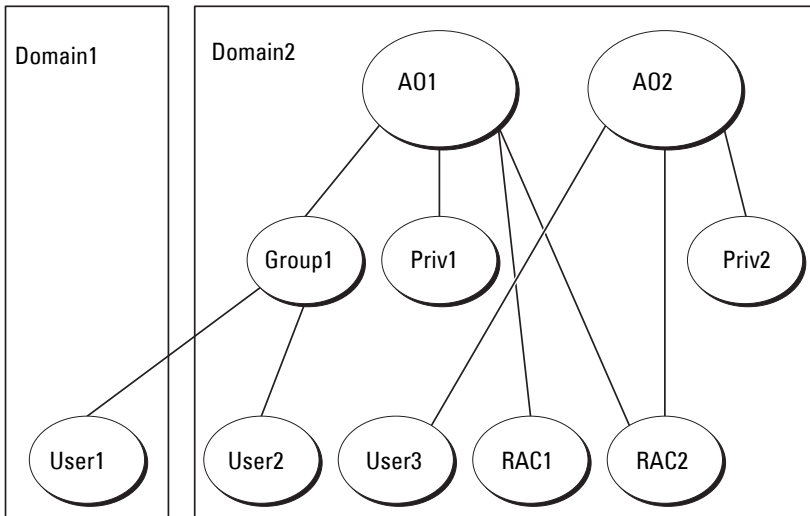 Domain1
Domain2
AO1
AO2
Group1
Priv1
Priv2
User1
User2
User3
RAC1
RAC2